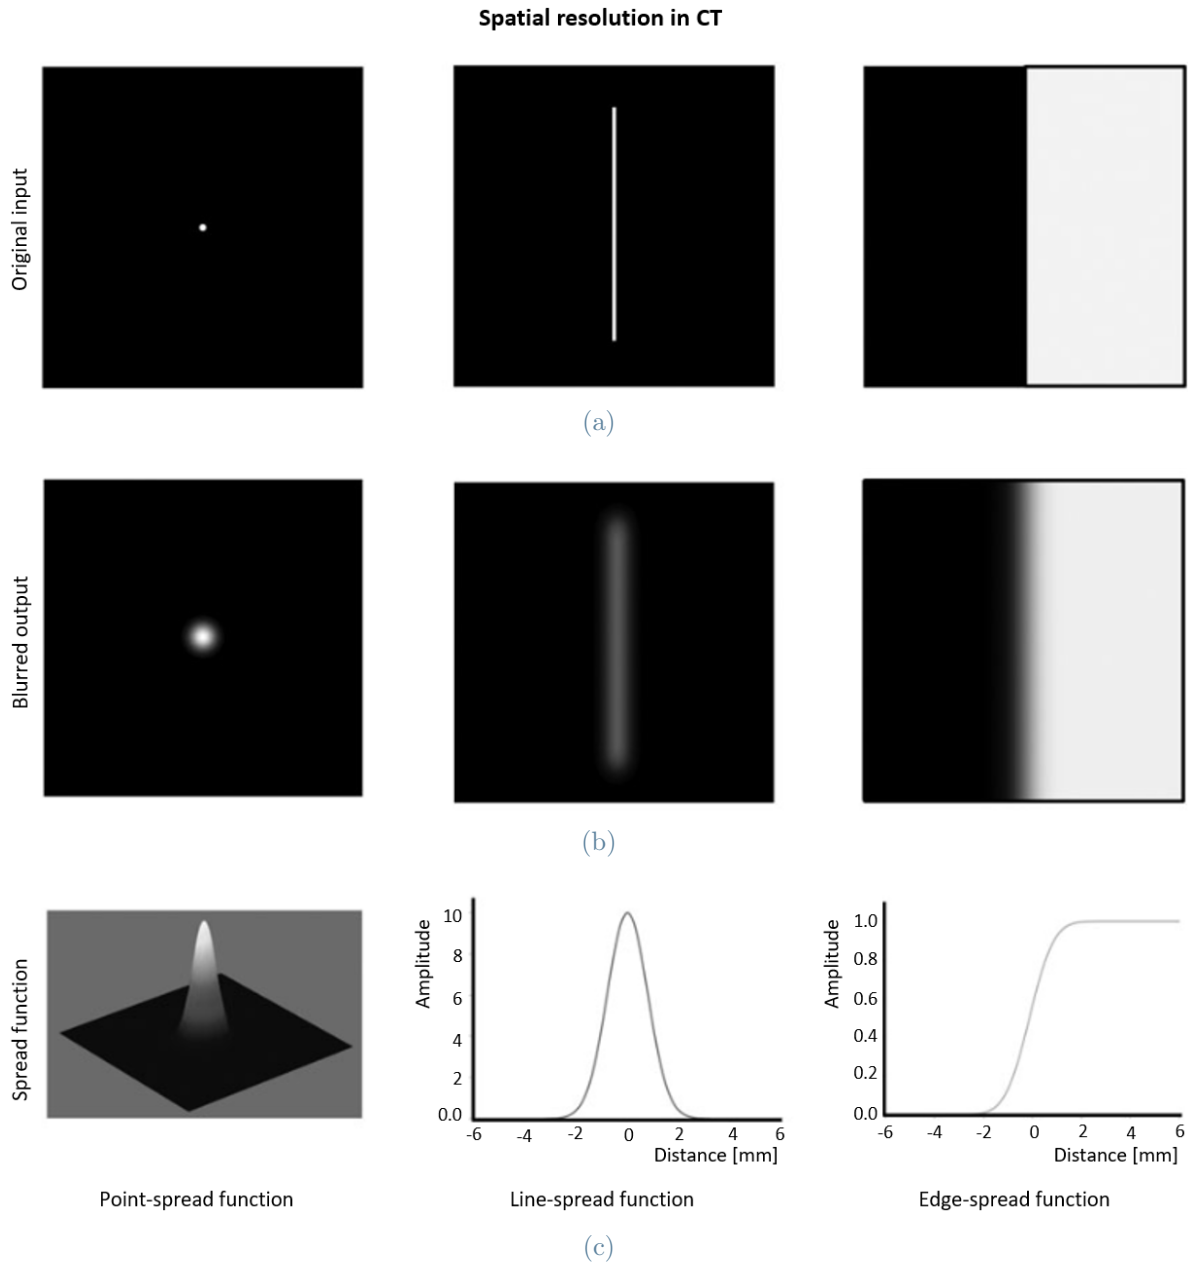 Spatial resolution in CT
Original input
(a)
Blurred output
(b)
Spread function
Amplitude
10
8
6
4
2
0.0
-6 -4 -2 0 2 4 6
Distance [mm]
Amplitude
1.0
0.8
0.6
0.4
0.2
0.0
-6 -4 -2 0 2 4 6
Distance [mm]
Point-spread function
Line-spread function
Edge-spread function
(c)